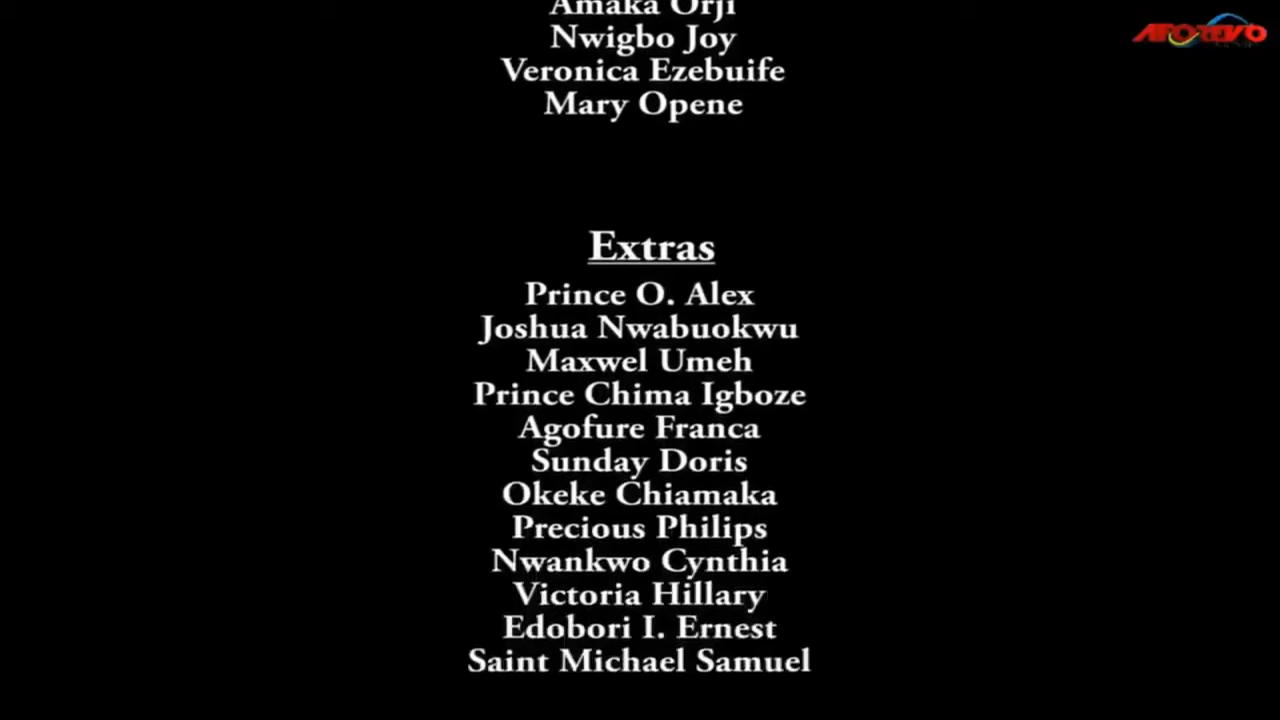 Amaka Orji
Nwigbo Joy
Veronica Ezebuife
Mary Opene
AFOREVO
Extras
Prince O. Alex
Joshua Nwabuokwu
Maxwel Umeh
Prince Chima Igboze
Agofure Franca
Sunday Doris
Okeke Chiamaka
Precious Philips
Nwankwo Cynthia
Victoria Hillary
Edobori I. Ernest
Saint Michael Samuel